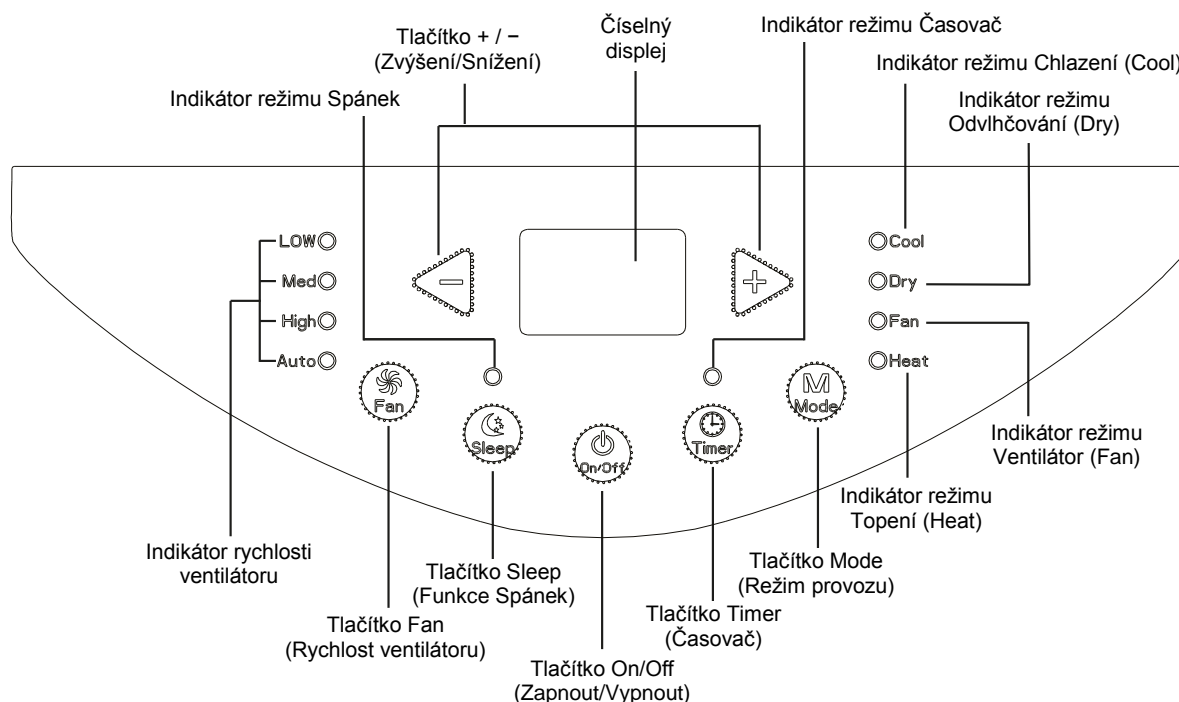 Tlačítko + / −
(Zvýšení/Snížení)
Číselný
displej
Indikátor režimu Časovač
Indikátor režimu Chlazení (Cool)
Indikátor režimu Spánek
Indikátor režimu
Odvlhčování (Dry)
LOW
Med
High
Auto
−
+
Cool
Dry
Fan
Heat
Fan
Sleep
On/Off
Timer
M
Mode
Indikátor režimu
Ventilátor (Fan)
Indikátor režimu
Topení (Heat)
Indikátor rychlosti
ventilátoru
Tlačítko Sleep
(Funkce Spánek)
Tlačítko Mode
(Režim provozu)
Tlačítko Fan
(Rychlost ventilátoru)
Tlačítko Timer
(Časovač)
Tlačítko On/Off
(Zapnout/Vypnout)